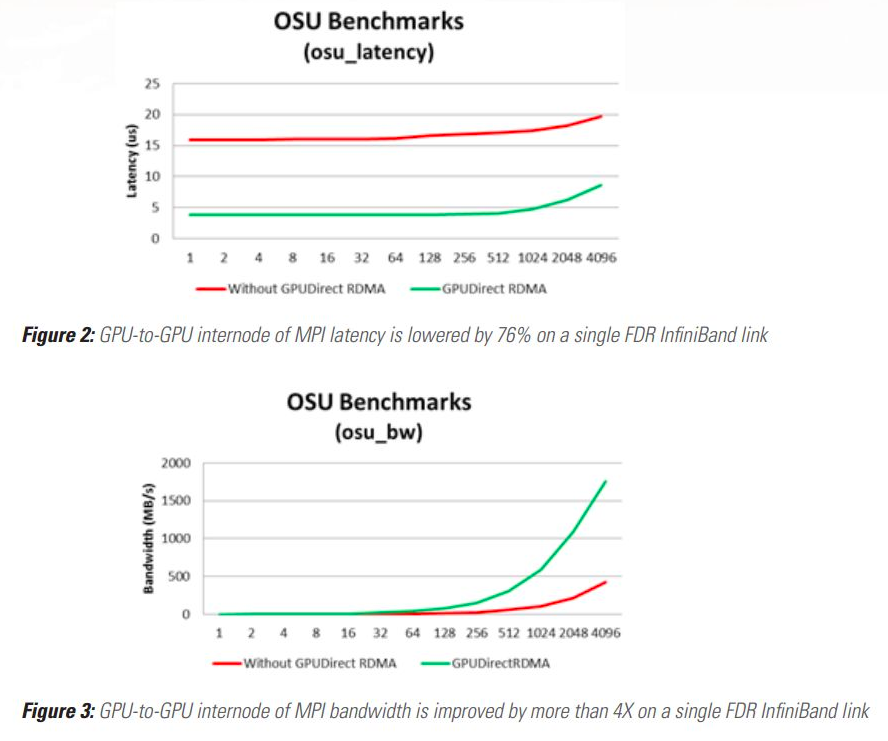 OSU Benchmarks
(osu_latency)
25
20
15
10
5
0
Latency (us)
1 2 4 8 16 32 64 128 256 512 1024 2048 4096
Without GPUDirect RDMA GPUDirect RDMA
Figure 2: GPU-to-GPU internode of MPI latency is lowered by 76% on a single FDR InfiniBand link
OSU Benchmarks
(osu_bw)
2000
1500
1000
500
0
Bandwidth (MB/s)
1 2 4 8 16 32 64 128 256 512 1024 2048 4096
Without GPUDirect RDMA GPUDirectRDMA
Figure 3: GPU-to-GPU internode of MPI bandwidth is improved by more than 4X on a single FDR InfiniBand link